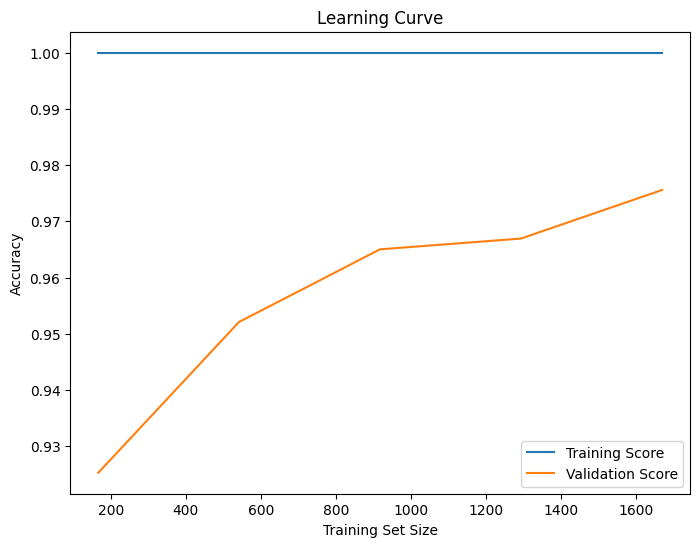 Learning Curve
1.00
0.99
0.98
0.97
0.96
0.95
0.94
0.93
Accuracy
200 400 600 800 1000 1200 1400 1600
Training Set Size
Training Score
Validation Score